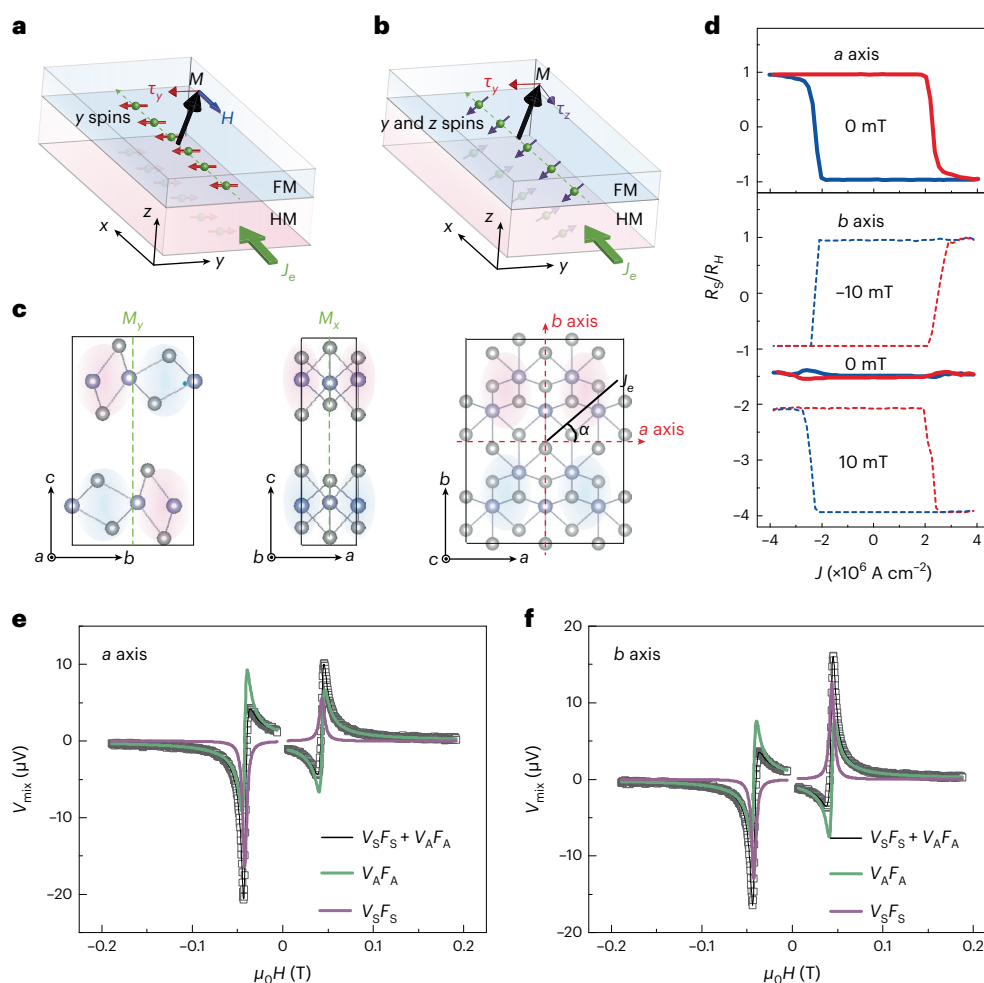 a
M
τy
H
y spins
FM
HM
z
x
y
Je
b
M
τy
τz
y and z spins
FM
HM
z
x
y
Je
c
My
c
a
b
Mx
c
b
a
b axis
Je
α
a axis
b
c
a
d
a axis
1
0
−1
0 mT
b axis
1
0
−1
−2
−3
−4
−10 mT
0 mT
10 mT
RS/RH
−4
−2
0
2
4
J (×10⁶ A cm⁻²)
e
a axis
10
0
−10
−20
Vmix (μV)
VSFS + VAFA
VAFA
VSFS
−0.2
−0.1
0
0.1
0.2
μ0H (T)
f
b axis
20
10
0
−10
−20
Vmix (μV)
VSFS + VAFA
VAFA
VSFS
−0.2
−0.1
0
0.1
0.2
μ0H (T)